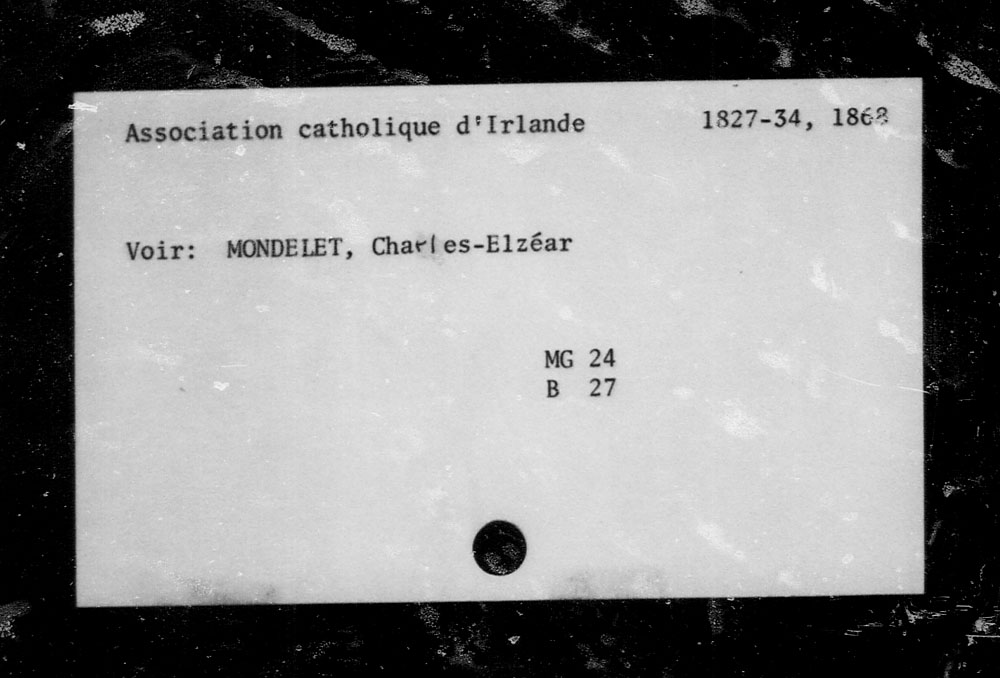 Association catholique d'Irlande 1827-34, 1868
Voir: MONDELET, Charles-Elzéar
MG 24
B 27